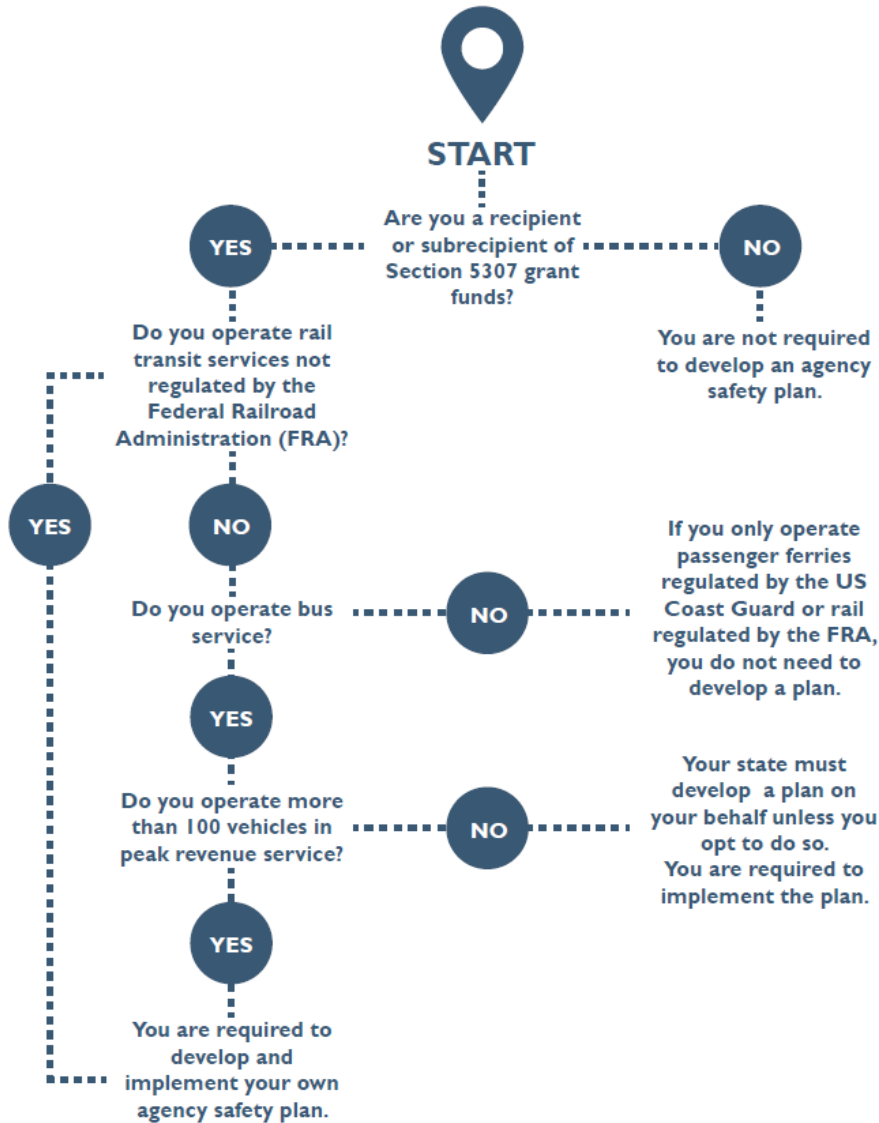 START
Are you a recipient
or subrecipient of
Section 5307 grant
funds?
YES
NO
Do you operate rail
transit services not
regulated by the
Federal Railroad
Administration (FRA)?
You are not required
to develop an agency
safety plan.
YES
NO
Do you operate bus
service?
NO
If you only operate
passenger ferries
regulated by the US
Coast Guard or rail
regulated by the FRA,
you do not need to
develop a plan.
YES
Do you operate more
than 100 vehicles in
peak revenue service?
NO
Your state must
develop a plan on
your behalf unless you
opt to do so.
You are required to
implement the plan.
YES
You are required to
develop and
implement your own
agency safety plan.